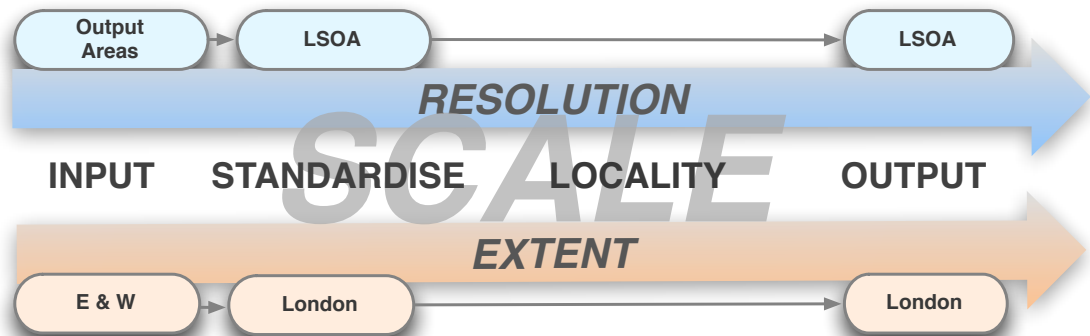 Output
Areas
LSOA
LSOA
RESOLUTION
SCALE
INPUT STANDARDISE LOCALITY OUTPUT
EXTENT
E & W
London
London